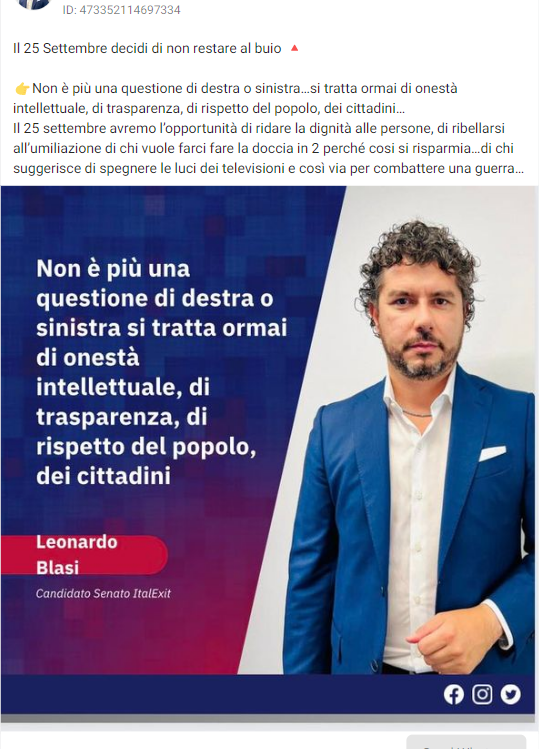 ID: 473352114697334
Il 25 Settembre decidi di non restare al buio 🔺
👉Non è più una questione di destra o sinistra...si tratta ormai di onestà
intellettuale, di trasparenza, di rispetto del popolo, dei cittadini...
Il 25 settembre avremo l'opportunità di ridare la dignità alle persone, di ribellarsi
all'umiliazione di chi vuole farci fare la doccia in 2 perché cosi si risparmia...di chi
suggerisce di spegnere le luci dei televisioni e così via per combattere una guerra...
Non è più una
questione di destra o
sinistra si tratta ormai
di onestà
intellettuale, di
trasparenza, di
rispetto del popolo,
dei cittadini
Leonardo
Blasi
Candidato Senato ItalExit